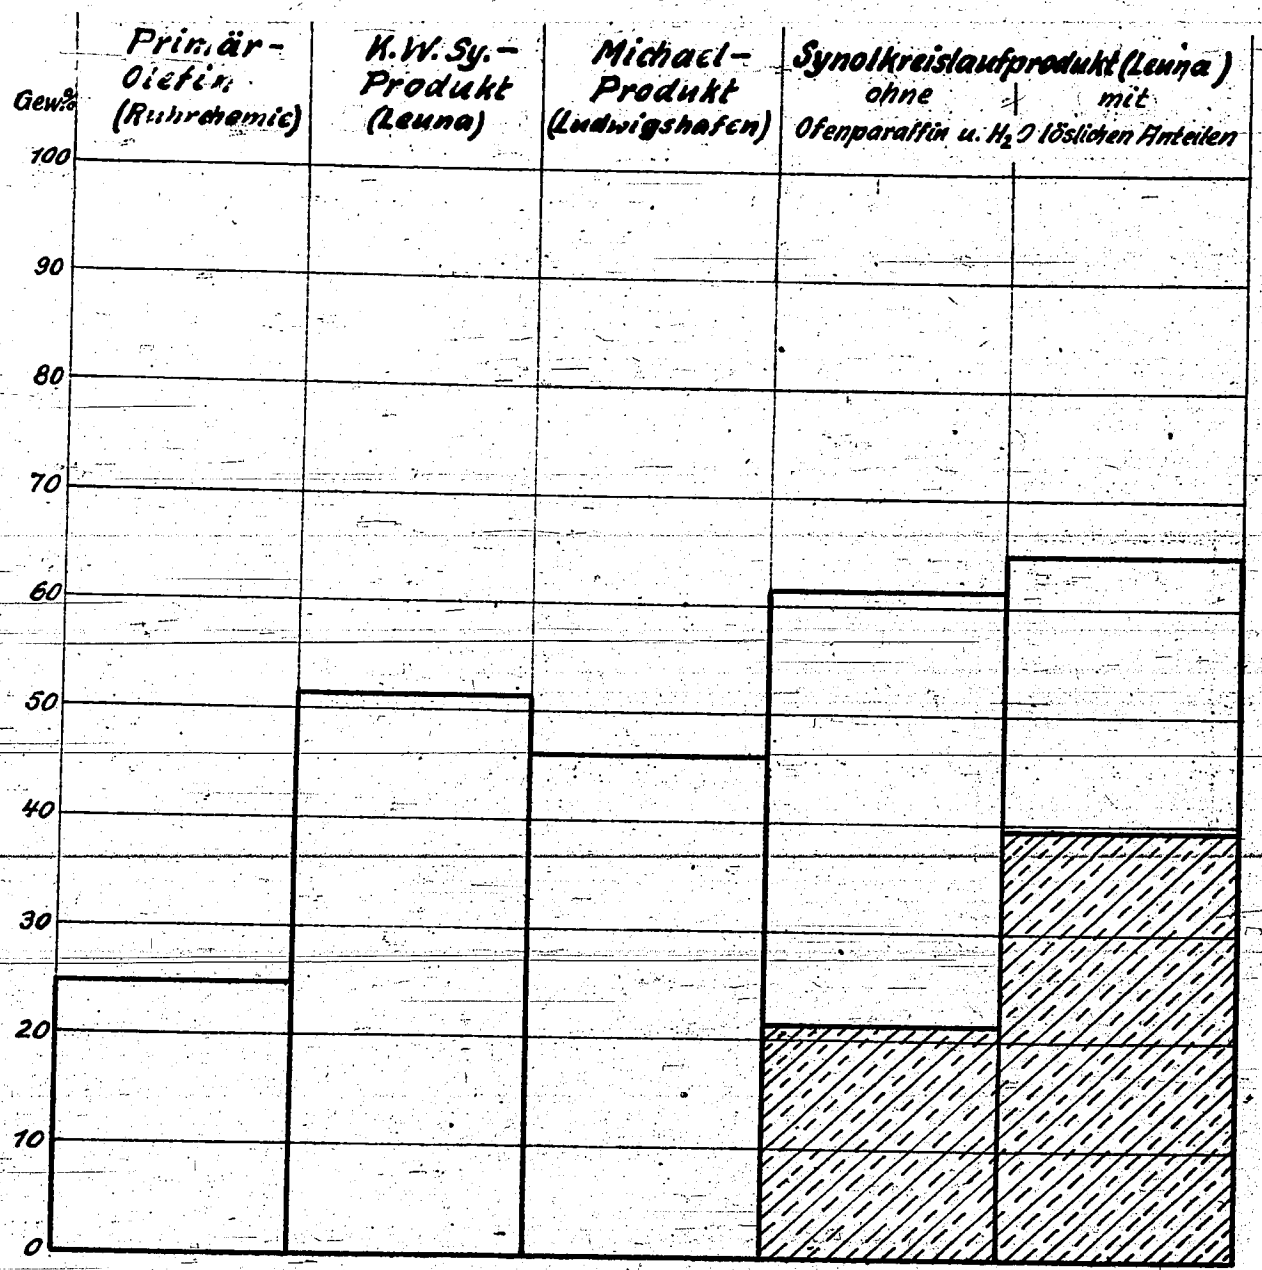 Primär-
Olefin
(Ruhrchemie)
K.W.Sy.-
Produkt
(Leuna)
Michael-
Produkt
(Ludwigshafen)
Synolkreislaufprodukt (Leuna)
ohne mit
Ofenparaffin u. H₂O löslichen Anteilen
Gew.%
100
90
80
70
60
50
40
30
20
10
0